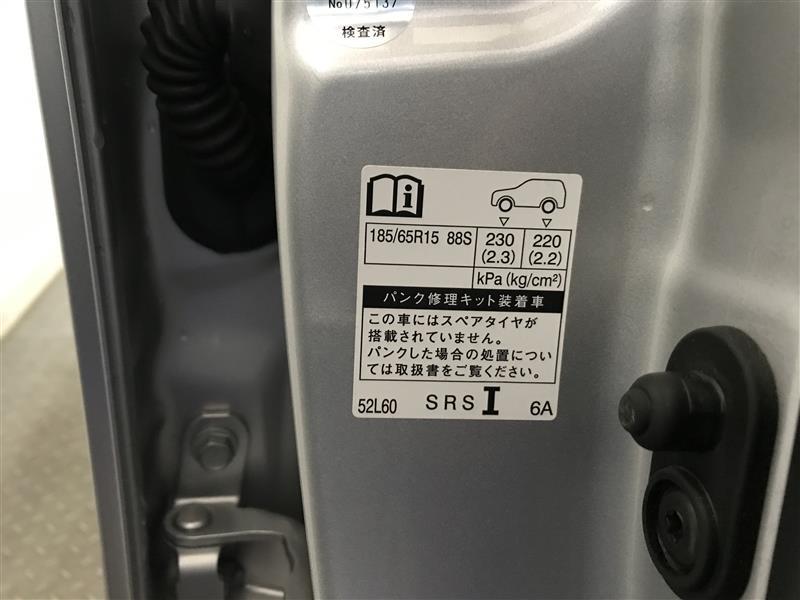 検査済
185/65R15 88S 230 220
(2.3) (2.2)
kPa(kg/cm²)
パンク修理キット装着車
この車にはスペアタイヤが
搭載されていません。
パンクした場合の処置につい
ては取扱書をご覧ください。
52L60 SRS I 6A